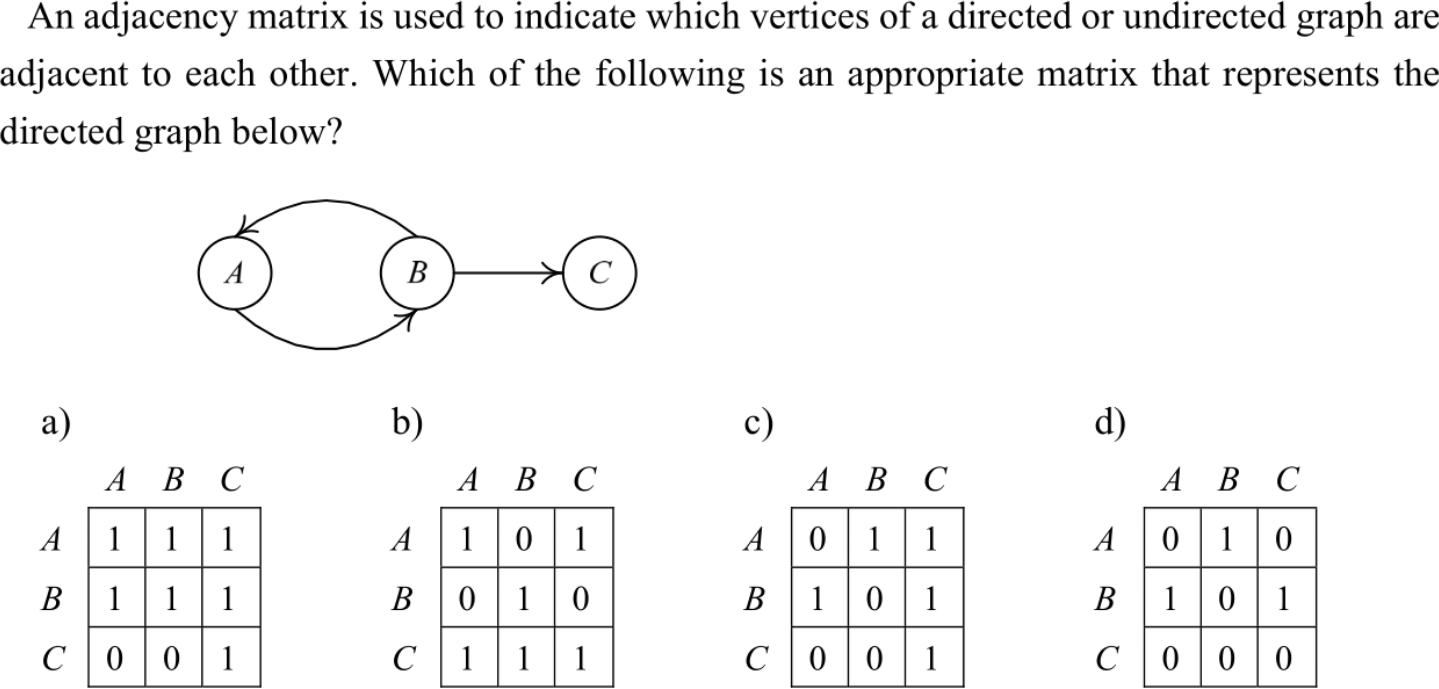 An adjacency matrix is used to indicate which vertices of a directed or undirected graph are
adjacent to each other. Which of the following is an appropriate matrix that represents the
directed graph below?
A B C
a) b) c) d)
A B C A B C A B C A B C
A 1 1 1 A 1 0 1 A 0 1 1 A 0 1 0
B 1 1 1 B 0 1 0 B 1 0 1 B 1 0 1
C 0 0 1 C 1 1 1 C 0 0 1 C 0 0 0